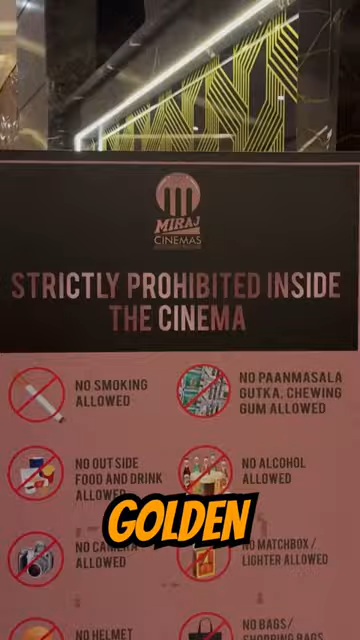 MIRAJ
CINEMAS
STRICTLY PROHIBITED INSIDE
THE CINEMA
NO SMOKING
ALLOWED
NO PAANMASALA
GUTKA, CHEWING
GUM ALLOWED
NO OUT SIDE
FOOD AND DRINK
ALLOWED
NO ALCOHOL
ALLOWED
GOLDEN
NO CAMERA
ALLOWED
NO MATCHBOX /
LIGHTER ALLOWED
NO HELMET
NO BAGS/
SHOPPING BAGS